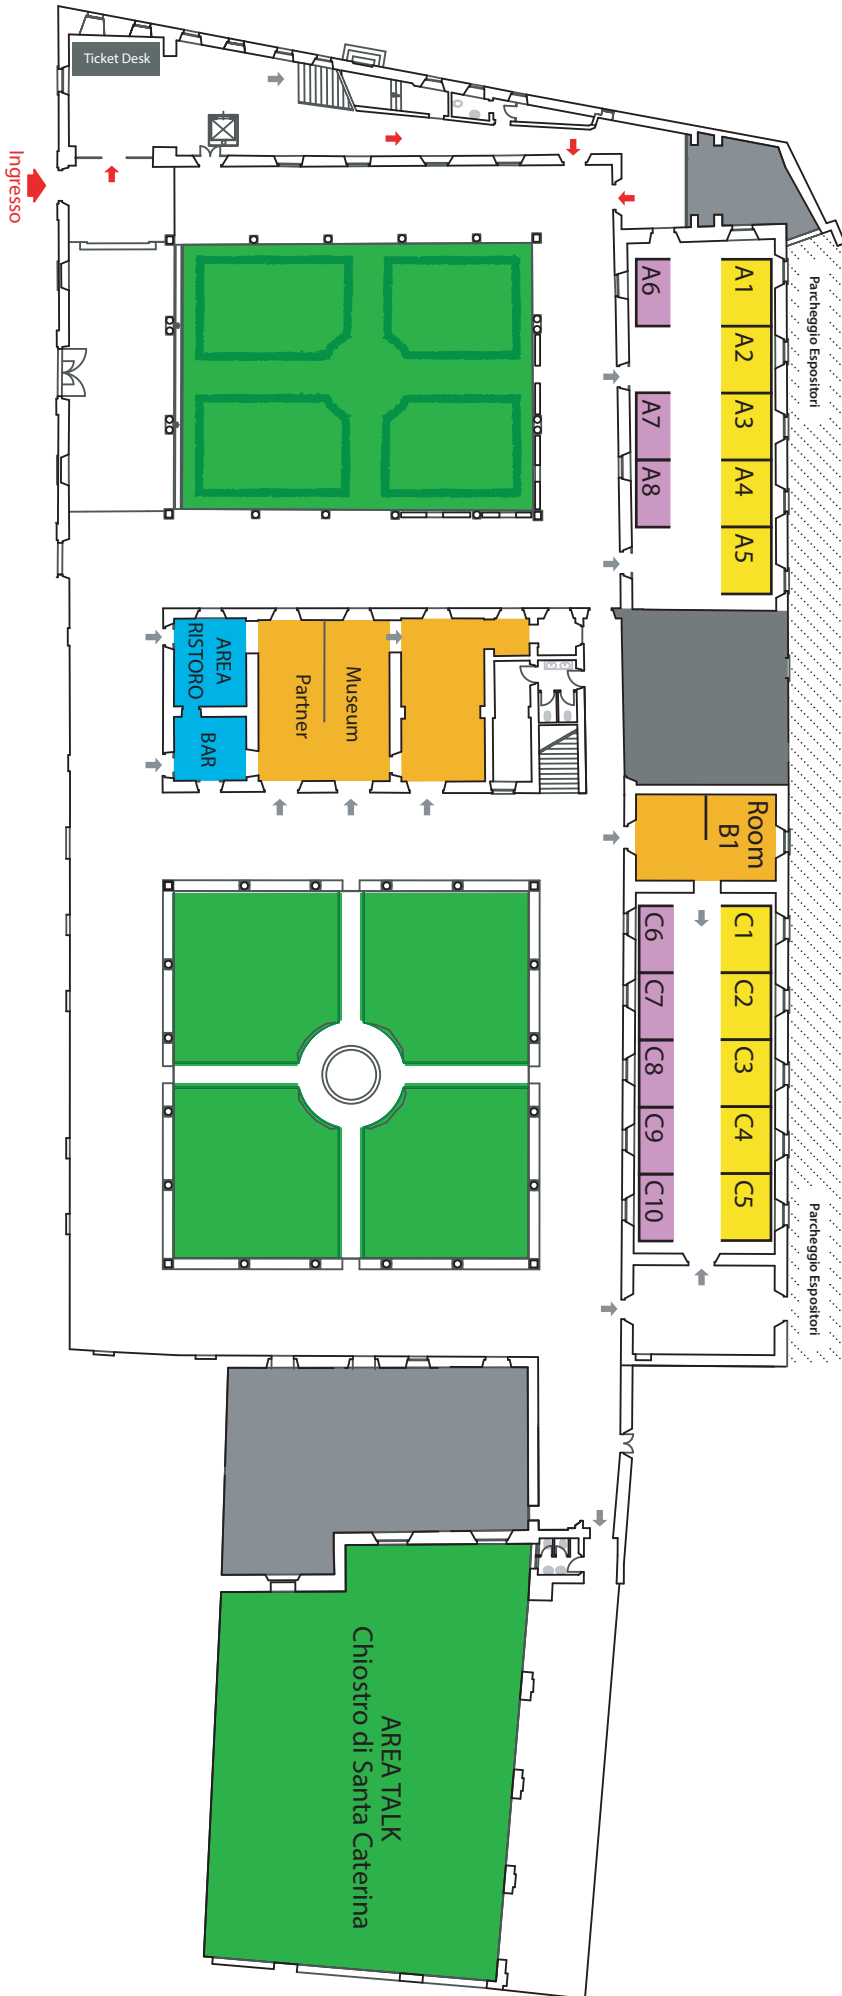 Ticket Desk
Ingresso
Parcheggio Espositori
A1
A2
A3
A4
A5
A6
A7
A8
AREA
RISTORO
BAR
Museum
Partner
Room
B1
C1
C2
C3
C4
C5
C6
C7
C8
C9
C10
Parcheggio Espositori
AREA TALK
Chiostro di Santa Caterina